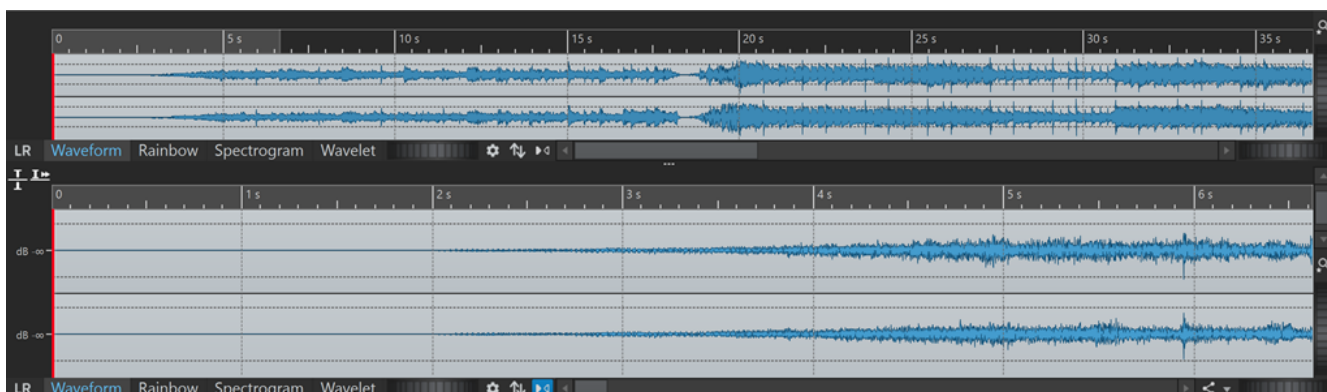 0 5 s 10 s 15 s 20 s 25 s 30 s 35 s
LR Waveform Rainbow Spectrogram Wavelet
0 1 s 2 s 3 s 4 s 5 s 6 s
dB -∞
dB -∞
LR Waveform Rainbow Spectrogram Wavelet